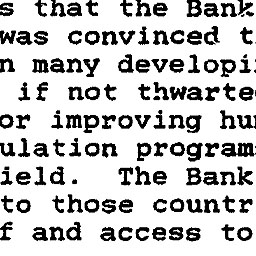 s that the Bank
was convinced t
n many developi
if not thwarte
or improving hu
ulation program
ield. The Bank
to those countr
f and access to